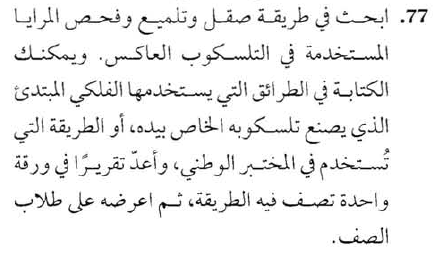 77. ابحث في طريقة صقل وتلميع وفحص المرايا
المستخدمة في التلسكوب العاكس. ويمكنك
الكتابة في الطرائق التي يستخدمها الفلكي المبتدئ
الذي يصنع تلسكوبه الخاص بيده، أو الطريقة التي
تُستخدم في المختبر الوطني، وأعدّ تقريرًا في ورقة
واحدة تصف فيه الطريقة، ثم اعرضه على طلاب
الصف.